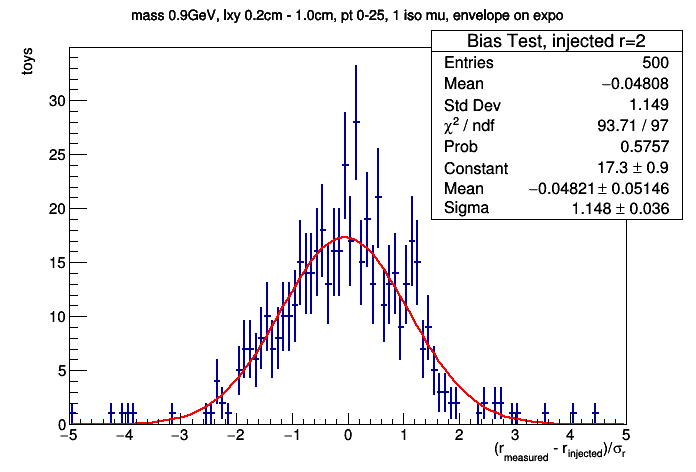 mass 0.9GeV, lxy 0.2cm - 1.0cm, pt 0-25, 1 iso mu, envelope on expo
toys
Bias Test, injected r=2
Entries 500
Mean −0.04808
Std Dev 1.149
χ² / ndf 93.71 / 97
Prob 0.5757
Constant 17.3 ± 0.9
Mean −0.04821 ± 0.05146
Sigma 1.148 ± 0.036
30
25
20
15
10
5
0
−5 −4 −3 −2 −1 0 1 2 3 4 5
(r_measured - r_injected)/σ_r